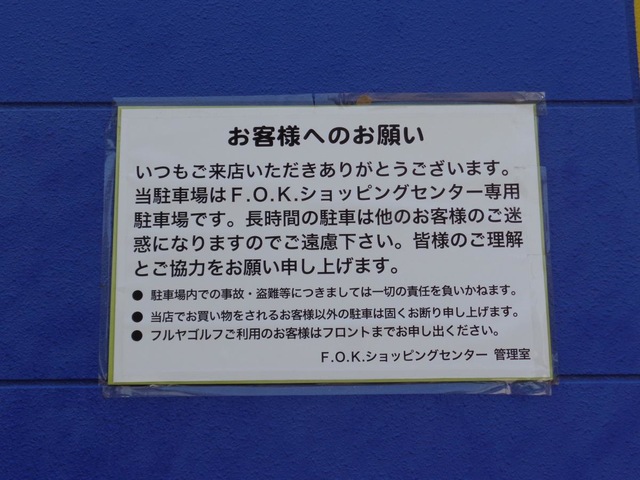 お客様へのお願い
いつもご来店いただきありがとうございます。
当駐車場はF.O.K.ショッピングセンター専用
駐車場です。長時間の駐車は他のお客様のご迷
惑になりますのでご遠慮下さい。皆様のご理解
とご協力をお願い申し上げます。
● 駐車場内での事故・盗難等につきましては一切の責任を負いかねます。
● 当店でお買い物をされるお客様以外の駐車は固くお断り申し上げます。
● フルヤゴルフご利用のお客様はフロントまでお申し出ください。
F.O.K.ショッピングセンター 管理室